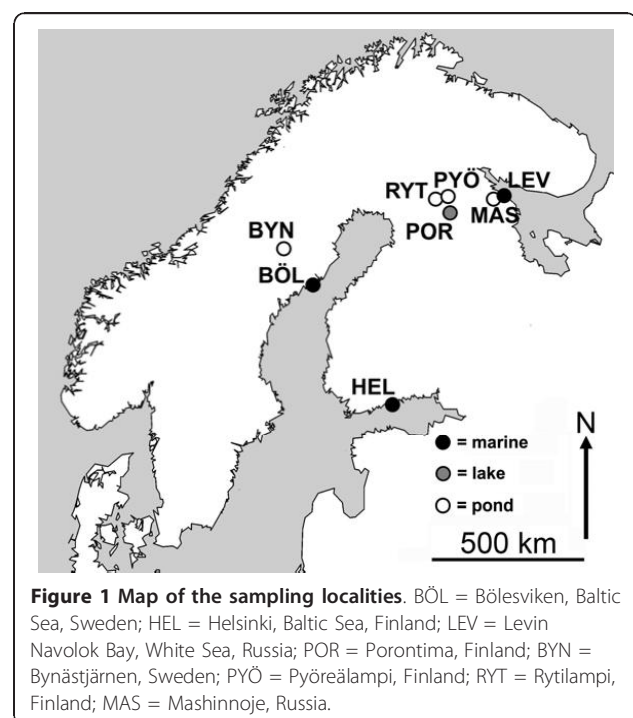 PYÖ LEV
RYT
MAS
POR
BYN
BÖL
HEL
N
= marine
= lake
= pond
500 km
Figure 1 Map of the sampling localities. BÖL = Bölesviken, Baltic
Sea, Sweden; HEL = Helsinki, Baltic Sea, Finland; LEV = Levin
Navolok Bay, White Sea, Russia; POR = Porontima, Finland; BYN =
Bynästjärnen, Sweden; PYÖ = Pyöreälampi, Finland; RYT = Rytilampi,
Finland; MAS = Mashinnoje, Russia.